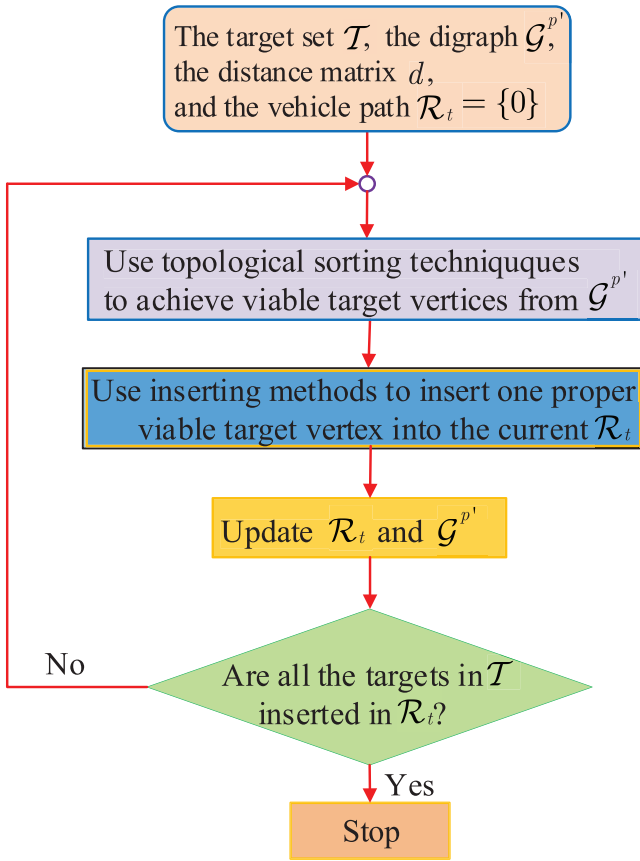 The target set 𝒯, the digraph 𝒢^{p'},
the distance matrix d,
and the vehicle path ℛ_t = {0}
Use topological sorting techniquques
to achieve viable target vertices from 𝒢^{p'}
Use inserting methods to insert one proper
viable target vertex into the current ℛ_t
Update ℛ_t and 𝒢^{p'}
No
Are all the targets in 𝒯
inserted in ℛ_t?
Yes
Stop